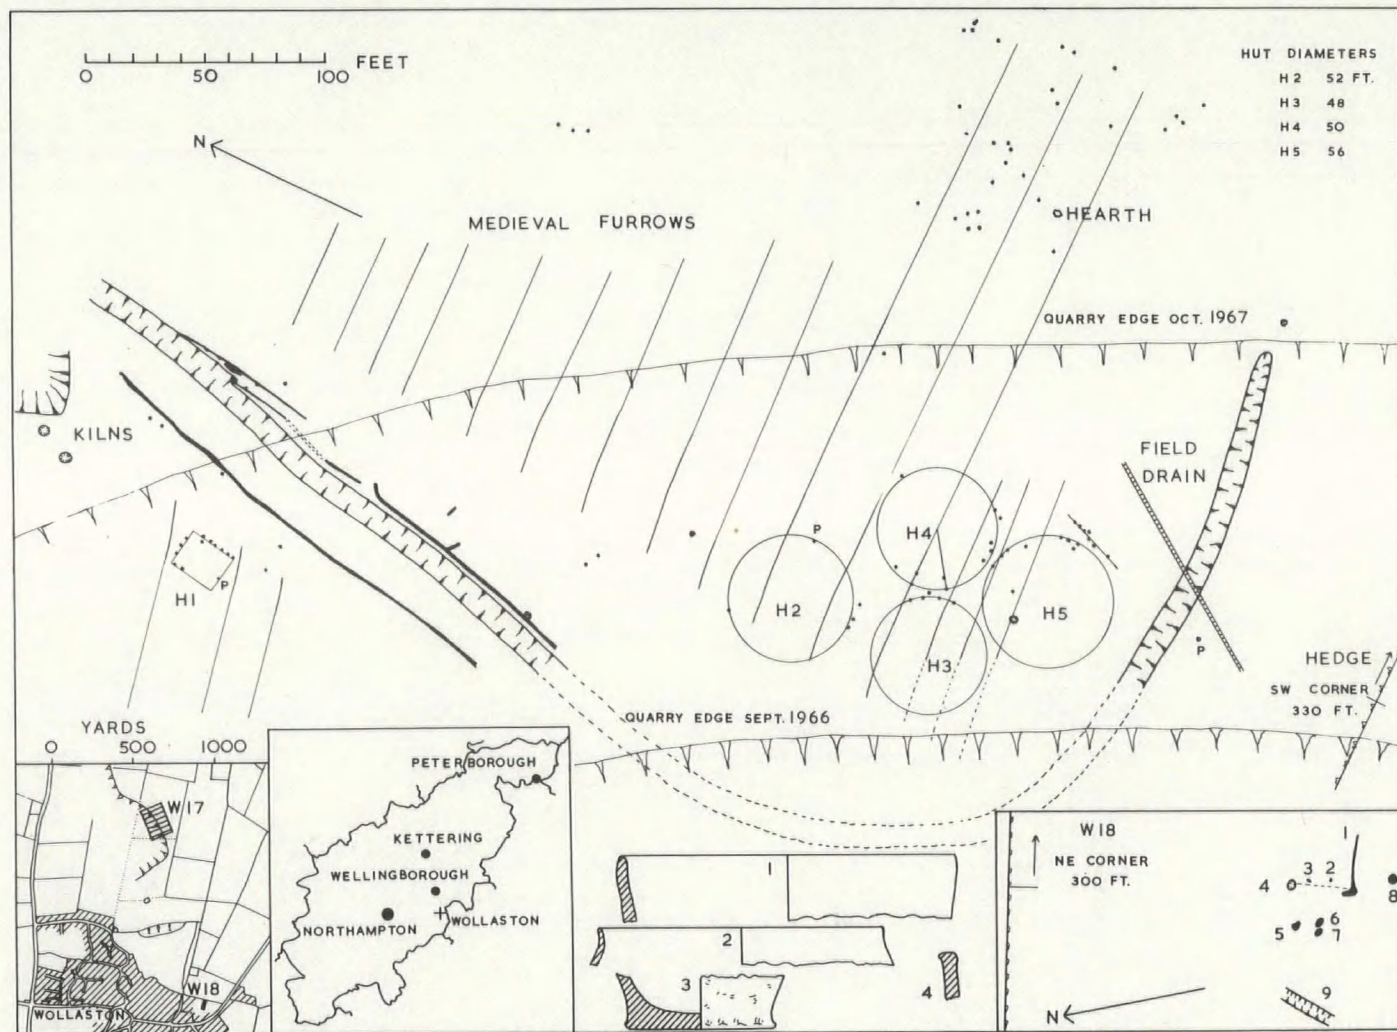 0 50 100 FEET
HUT DIAMETERS
H2 52 FT.
H3 48
H4 50
H5 56
N
MEDIEVAL FURROWS
HEARTH
QUARRY EDGE OCT. 1967
KILNS
FIELD
DRAIN
P
H4
H1
P
H2
H5
H3
P
HEDGE
SW CORNER
330 FT.
QUARRY EDGE SEPT. 1966
YARDS
0 500 1000
W17
W18
WOLLASTON
PETERBOROUGH
KETTERING
WELLINGBOROUGH
WOLLASTON
NORTHAMPTON
1
2
3
4
W18
NE CORNER
300 FT.
1
3 2
4
8
6
5
7
9
N